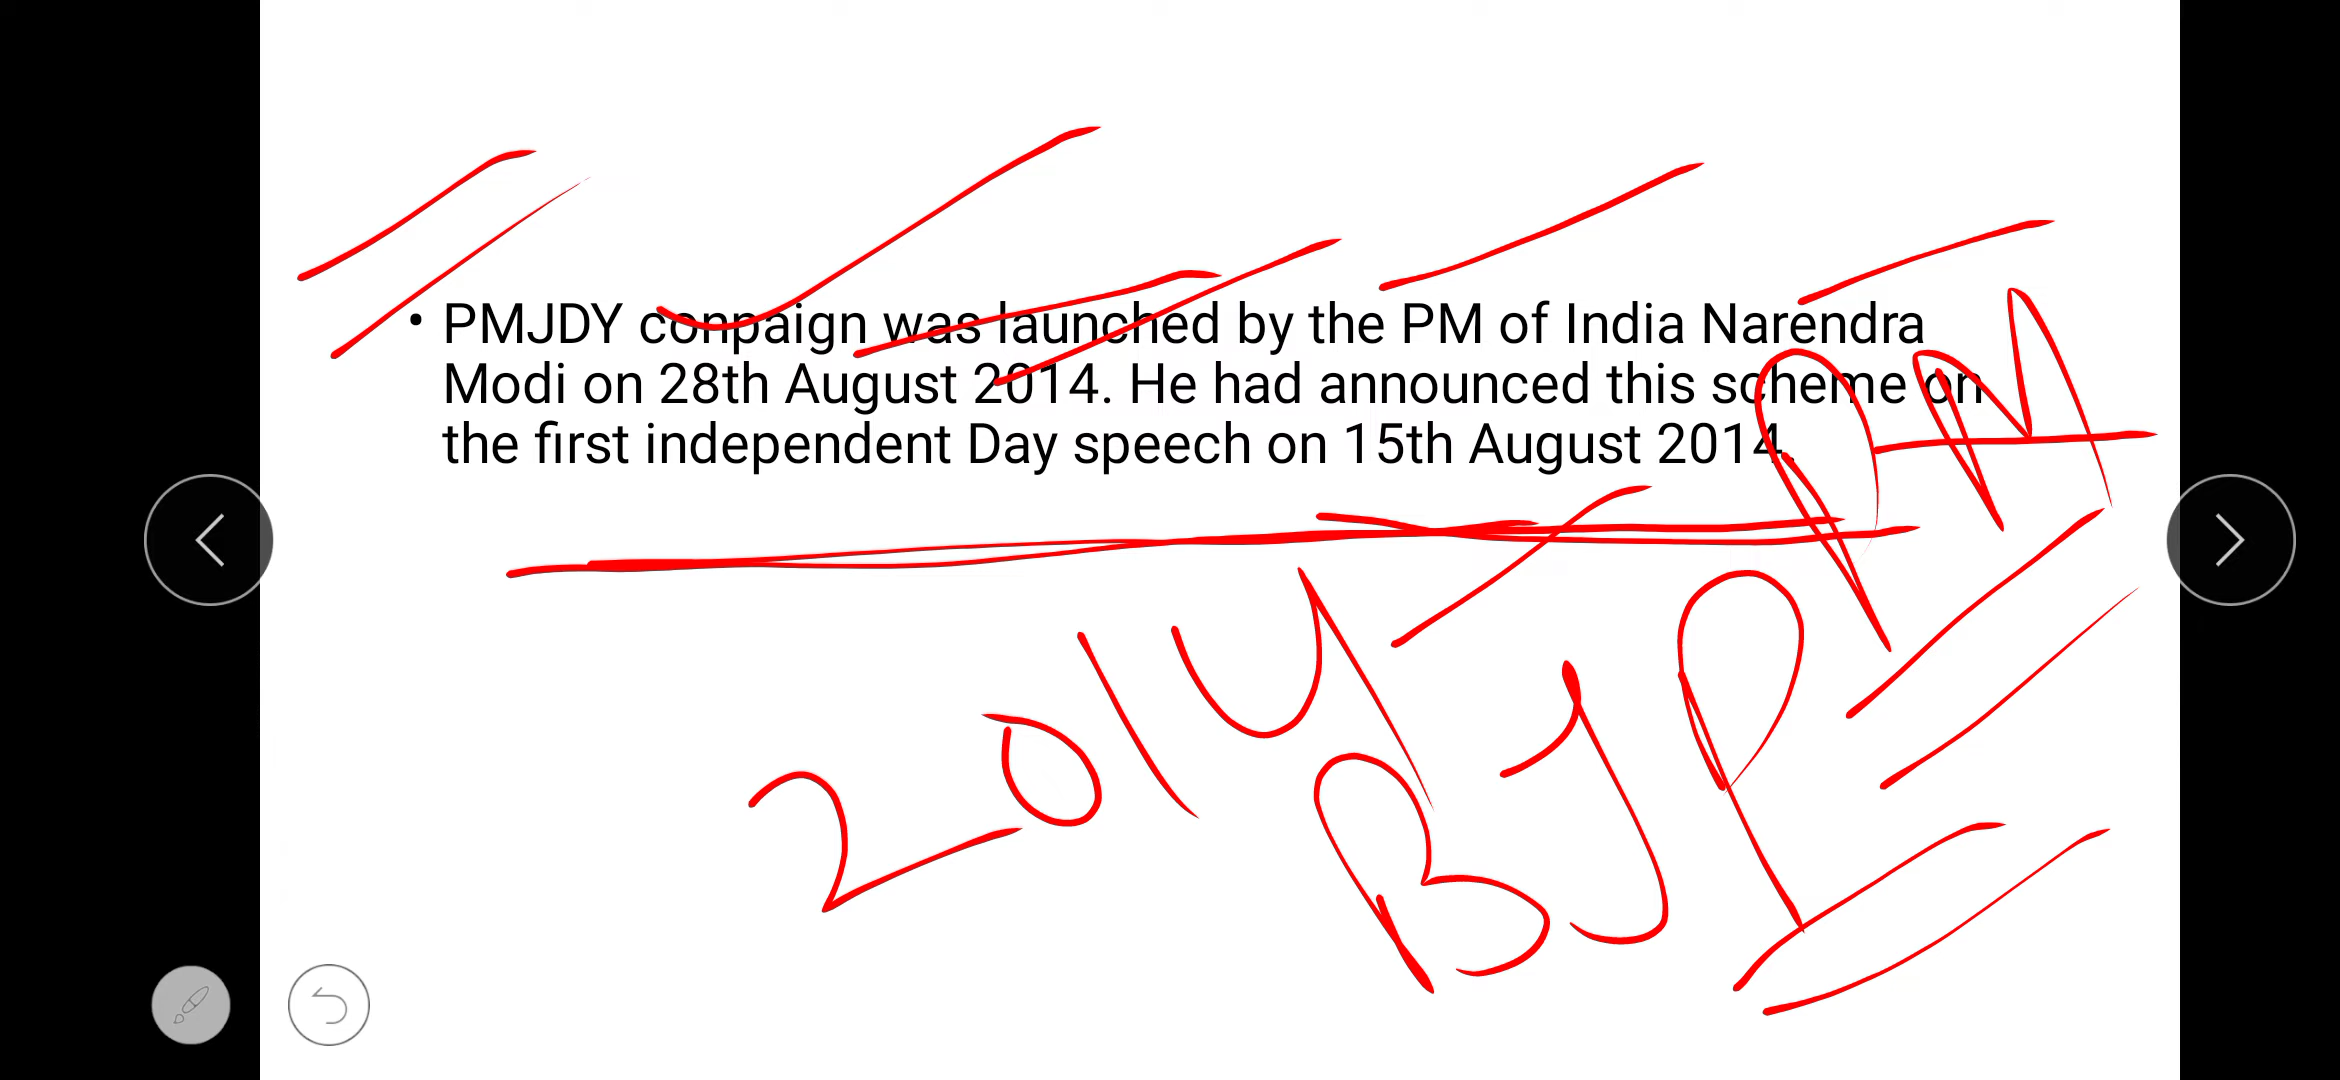 • PMJDY conpaign was launched by the PM of India Narendra
Modi on 28th August 2014. He had announced this scheme on
the first independent Day speech on 15th August 2014.
PM
2014
BJP